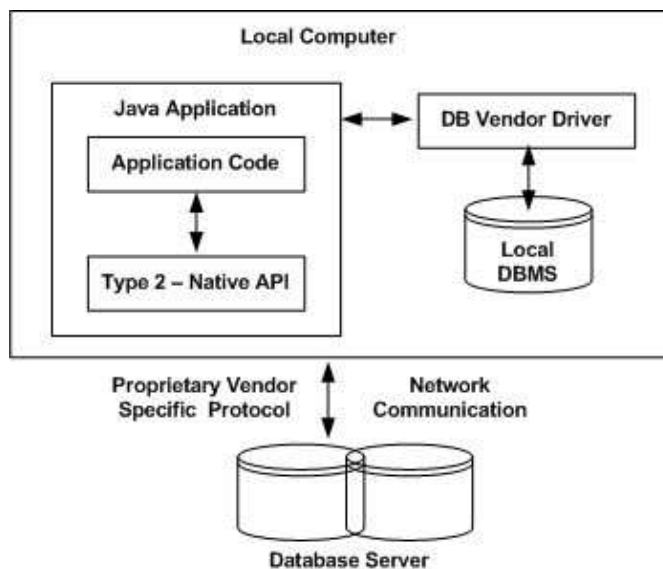 Local Computer
Java Application
DB Vendor Driver
Application Code
Type 2 – Native API
Local
DBMS
Proprietary Vendor
Specific Protocol
Network
Communication
Database Server